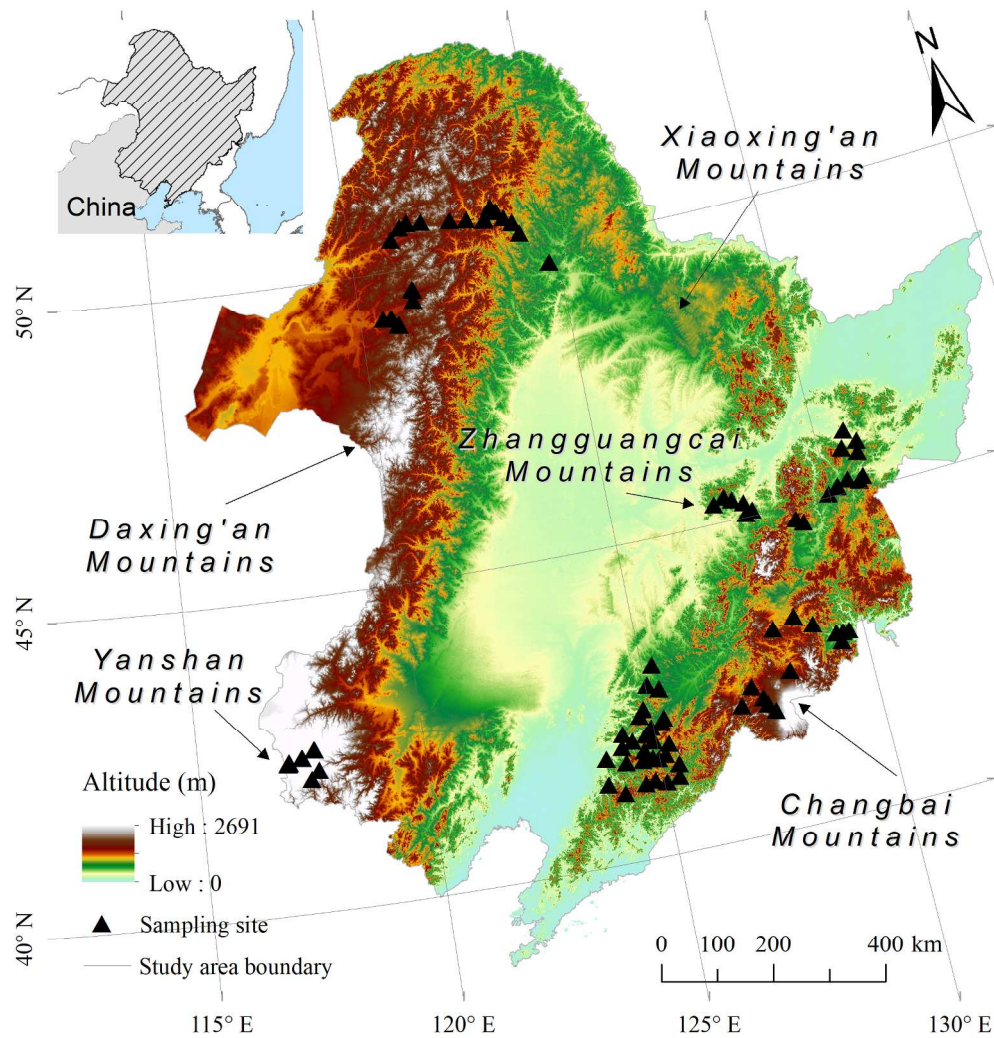 China
N
Xiaoxing'an
Mountains
50° N
Zhangguangcai
Mountains
Daxing'an
Mountains
45° N
Yanshan
Mountains
Altitude (m)
High : 2691
Low : 0
Changbai
Mountains
Sampling site
Study area boundary
0 100 200 400 km
40° N
115° E 120° E 125° E 130° E